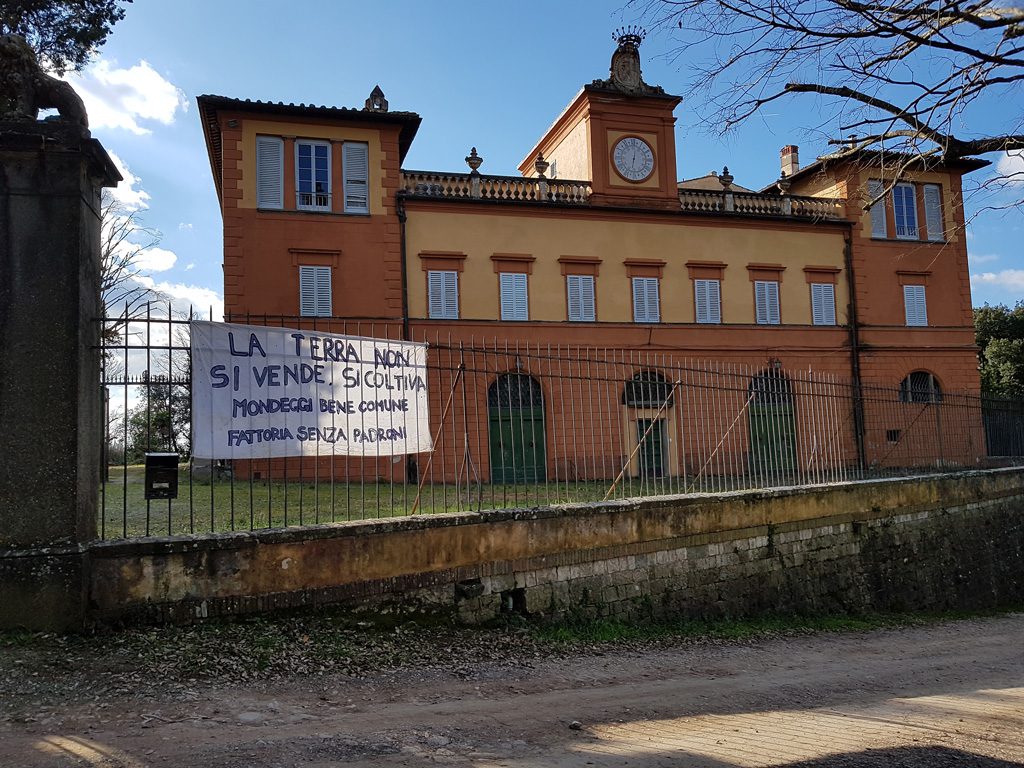 LA TERRA NON
SI VENDE, SI COLTIVA
MONDEGGI BENE COMUNE
FATTORIA SENZA PADRONI